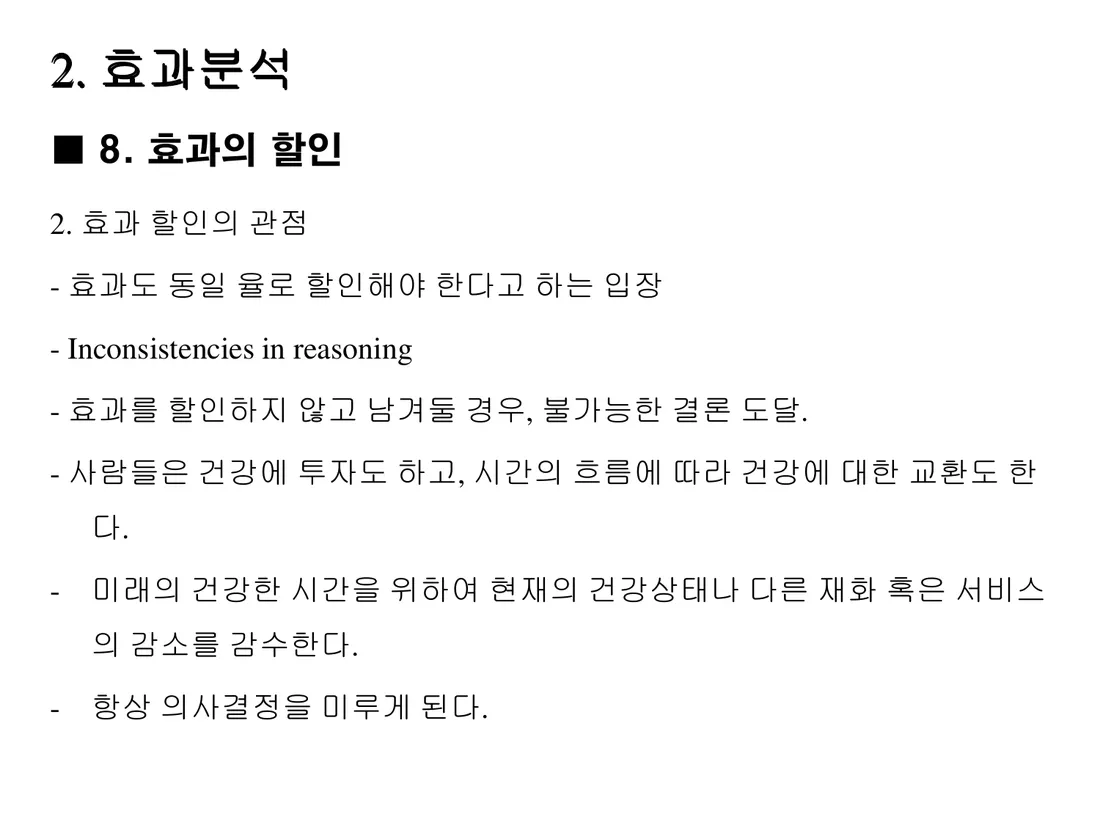 2. 효과분석
■ 8. 효과의 할인
2. 효과 할인의 관점
- 효과도 동일 율로 할인해야 한다고 하는 입장
- Inconsistencies in reasoning
- 효과를 할인하지 않고 남겨둘 경우, 불가능한 결론 도달.
- 사람들은 건강에 투자도 하고, 시간의 흐름에 따라 건강에 대한 교환도 한
다.
- 미래의 건강한 시간을 위하여 현재의 건강상태나 다른 재화 혹은 서비스
의 감소를 감수한다.
- 항상 의사결정을 미루게 된다.